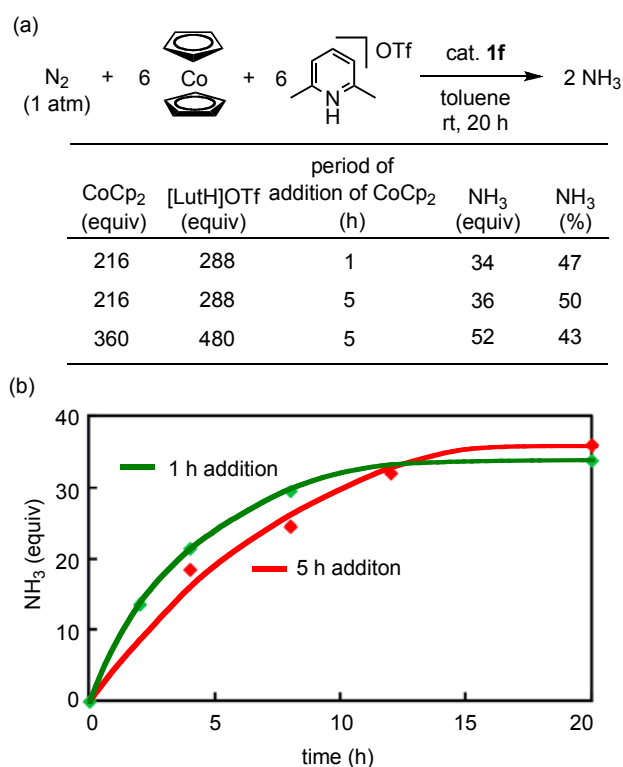 (a)
N2 + 6 Co + 6 N H OTf cat. 1f 2 NH3
(1 atm) toluene
rt, 20 h
period of
CoCp2 [LutH]OTf addition of CoCp2 NH3 NH3
(equiv) (equiv) (h) (equiv) (%)
216 288 1 34 47
216 288 5 36 50
360 480 5 52 43
(b)
40
30
20
10
0
NH3 (equiv)
1 h addition
5 h additon
0 5 10 15 20
time (h)